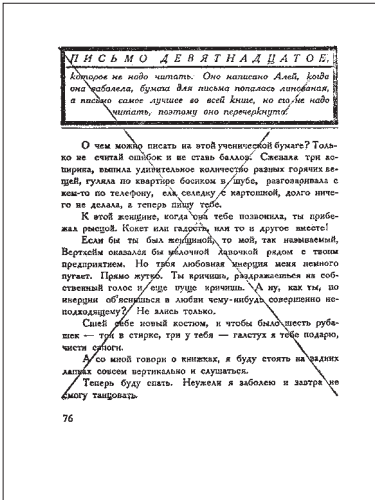 ПИСЬМО ДЕВЯТНАДЦАТОЕ,
которое не надо читать. Оно написано Алей, когда
она заболела, бумага для письма попалась линованая,
а письмо самое лучшее во всей книге, но его не надо
читать, поэтому оно перечеркнуто.
О чем можно писать на этой ученической бумаге? Толь-
ко не считай ошибок и не ставь баллов. Съела три ас-
пирина, выпила удивительное количество разных горячих ве-
щей, гуляла по квартире босиком в шубе, разговаривала с
кем-то по телефону, ела селедку с картошкой, долго ниче-
го не делала, а теперь пишу тебе.
К этой женщине, когда она тебе позвонила, ты прибе-
жал рысцой. Кокет или гадость, или то и другое вместе!
Если бы ты был женщиной, то мой, так называемый,
Вертхейм оказался бы мелочной лавочкой рядом с твоим
предприятием. Но твоя любовная инерция меня немного
пугает. Прямо жутко. Ты кричишь, раздражаешься на соб-
ственный голос и еще пуще кричишь. А ну, как ты, по
инерции об'яснишься в любви чему-нибудь совершенно не-
подходящему? Не злись только.
Сшей себе новый костюм, и чтобы было шесть руба-
шек — три в стирке, три у тебя — галстух я тебе подарю,
чисти сапоги.
А со мной говори о книжках, я буду стоять на задних
лапках совсем вертикально и слушаться.
Теперь буду спать. Неужели я заболею и завтра не
смогу танцовать.
76